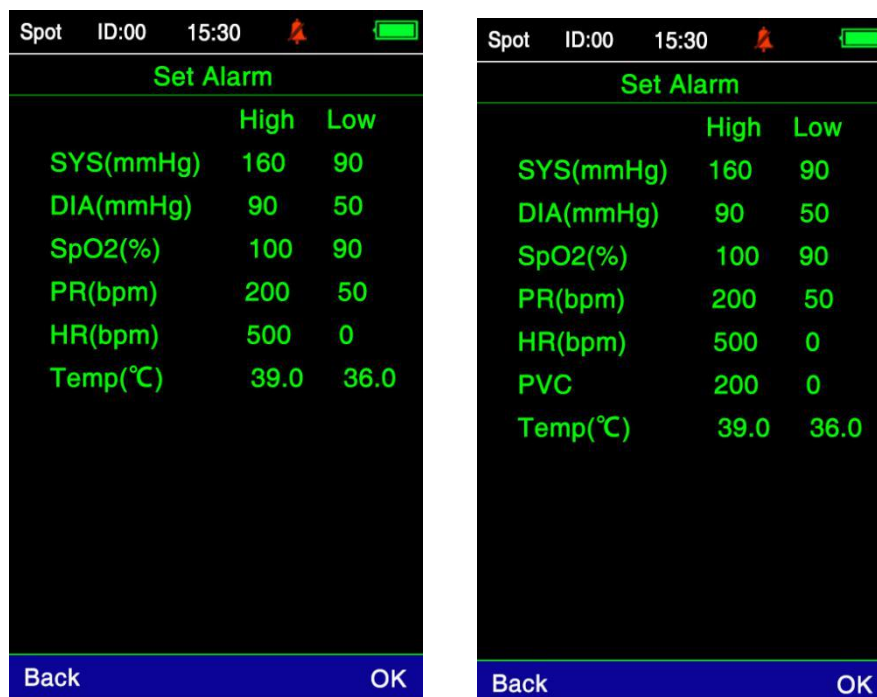 Spot ID:00 15:30
Set Alarm
High Low
SYS(mmHg) 160 90
DIA(mmHg) 90 50
SpO2(%) 100 90
PR(bpm) 200 50
HR(bpm) 500 0
Temp(℃) 39.0 36.0
Back OK
Spot ID:00 15:30
Set Alarm
High Low
SYS(mmHg) 160 90
DIA(mmHg) 90 50
SpO2(%) 100 90
PR(bpm) 200 50
HR(bpm) 500 0
PVC 200 0
Temp(℃) 39.0 36.0
Back OK